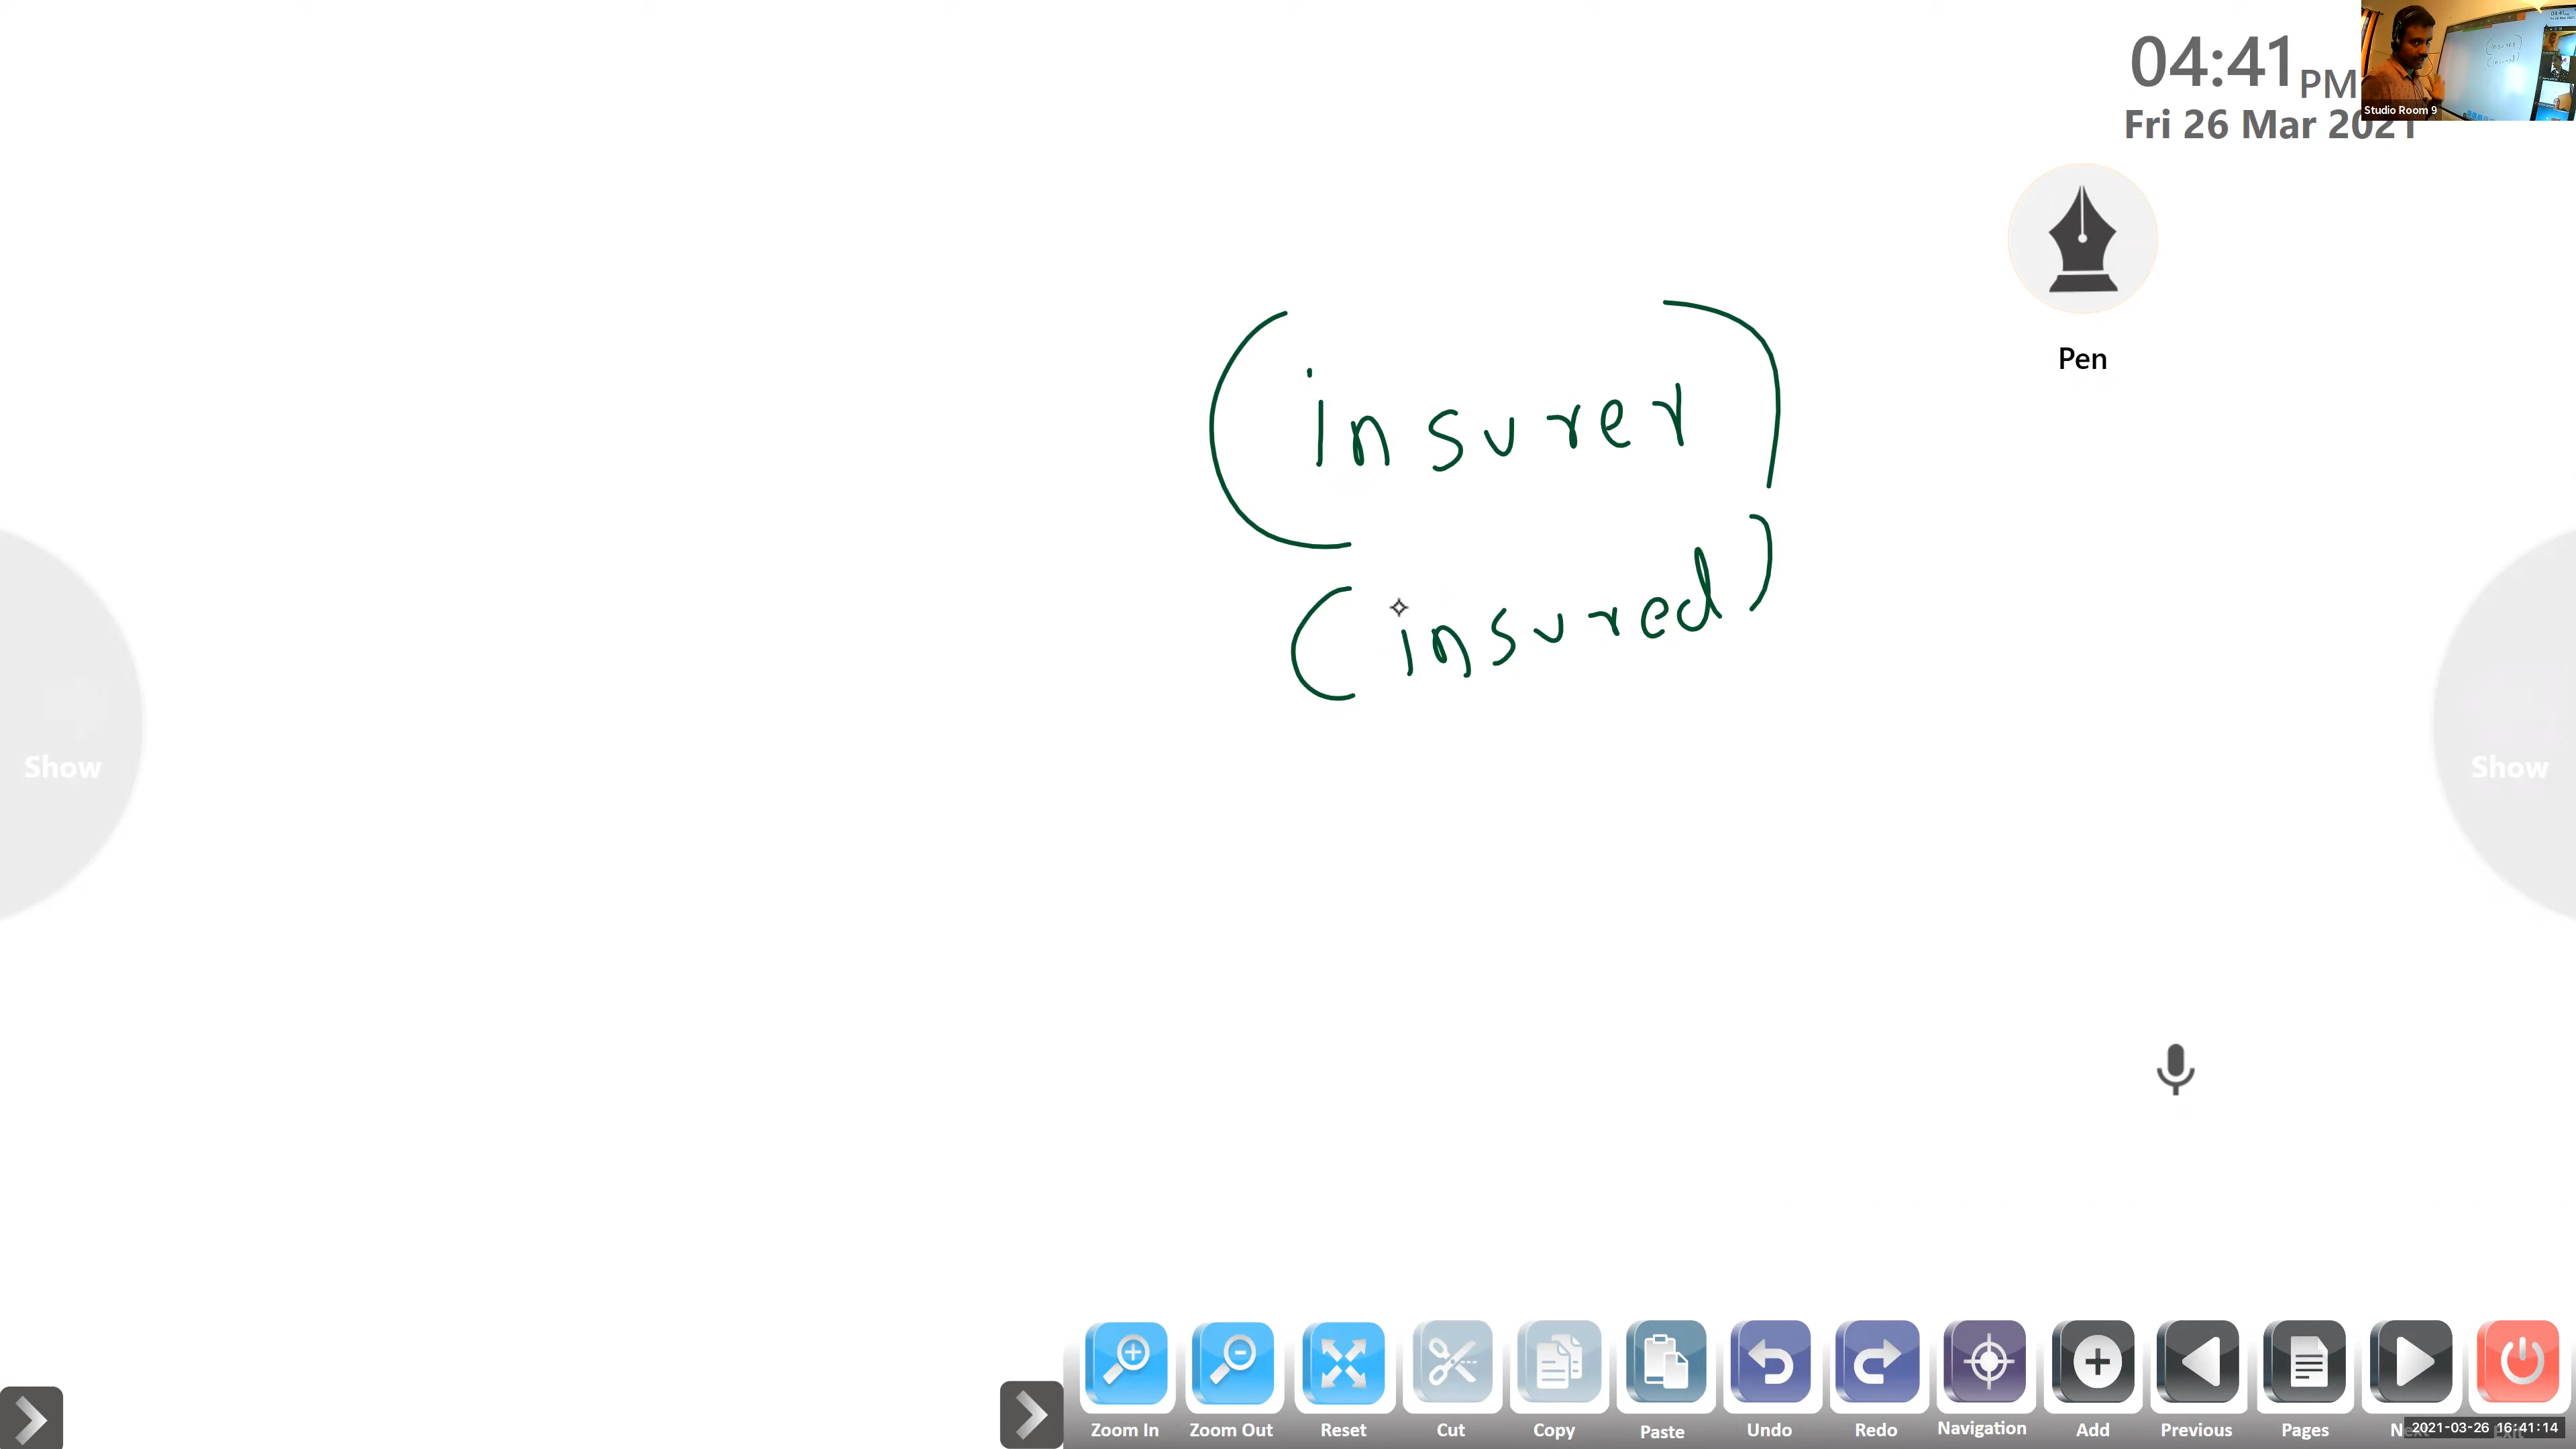 04:41 PM
Fri 26 Mar 2021
Studio Room 9
Pen
(insurer)
(insured)
Show
Show
Zoom In
Zoom Out
Reset
Cut
Copy
Paste
Undo
Redo
Navigation
Add
Previous
Pages
2021-03-26 16:41:14